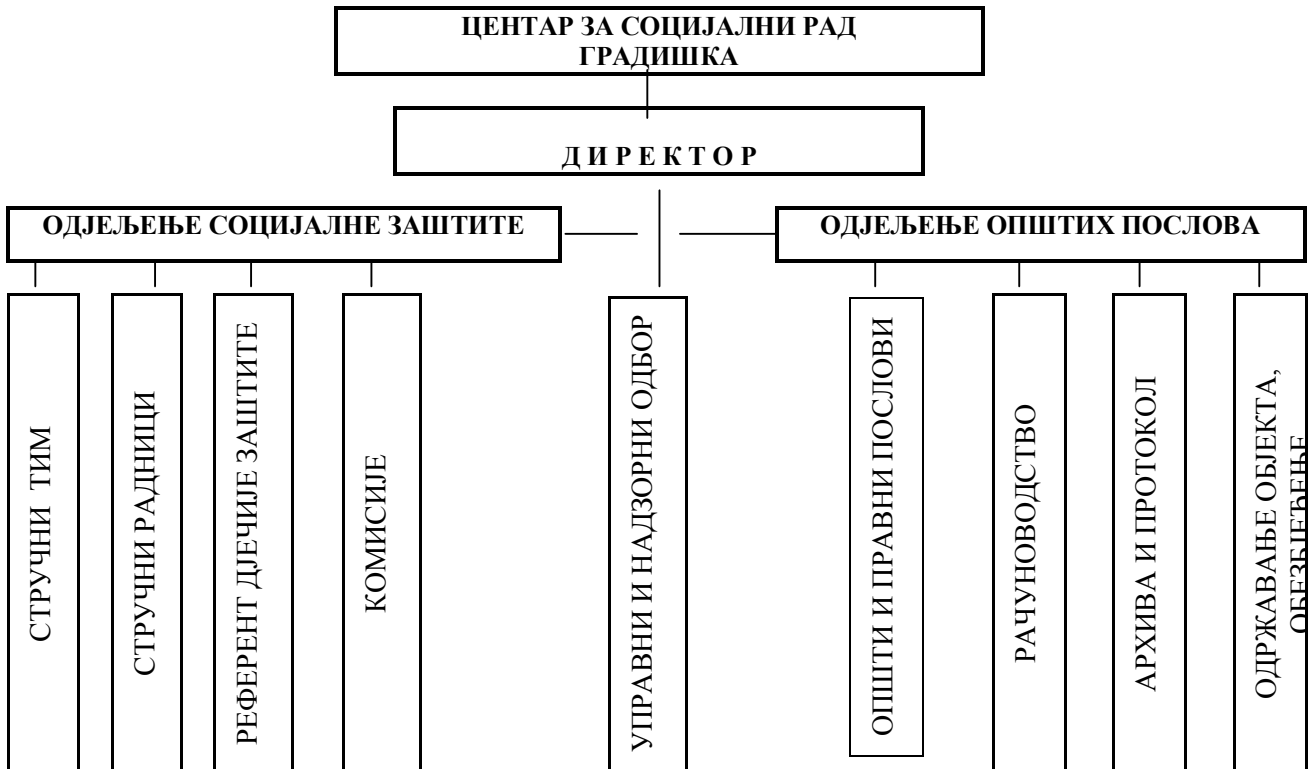 ЦЕНТАР ЗА СОЦИЈАЛНИ РАД
ГРАДИШКА
Д И Р Е К Т О Р
ОДЈЕЉЕЊЕ СОЦИЈАЛНЕ ЗАШТИТЕ
ОДЈЕЉЕЊЕ ОПШТИХ ПОСЛОВА
СТРУЧНИ ТИМ
СТРУЧНИ РАДНИЦИ
РЕФЕРЕНТ ДЈЕЧИЈЕ ЗАШТИТЕ
КОМИСИЈЕ
УПРАВНИ И НАДЗОРНИ ОДБОР
ОПШТИ И ПРАВНИ ПОСЛОВИ
РАЧУНОВОДСТВО
АРХИВА И ПРОТОКОЛ
ОДРЖАВАЊЕ ОБЈЕКТА,
ОБЕЗБЈЕЂЕЊЕ